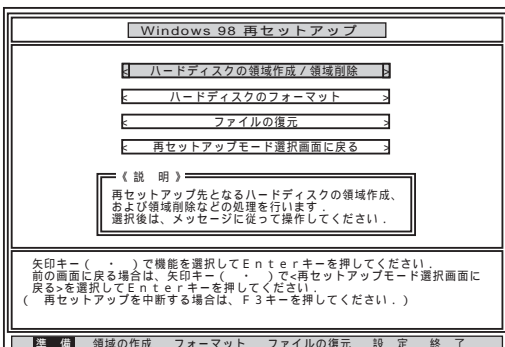 Windows 98 再セットアップ
< ハードディスクの領域作成 / 領域削除 >
< ハードディスクのフォーマット >
< ファイルの復元 >
< 再セットアップモード選択画面に戻る >
《 説 明 》
再セットアップ先となるハードディスクの領域作成、
および領域削除などの処理を行います．
選択後は、メッセージに従って操作してください．
矢印キー（ ・ ）で機能を選択してＥｎｔｅｒキーを押してください．
前の画面に戻る場合は、矢印キー（ ・ ）で<再セットアップモード選択画面に
戻る>を選択してＥｎｔｅｒキーを押してください．
（ 再セットアップを中断する場合は、Ｆ３キーを押してください．）
準 備 領域の作成 フォーマット ファイルの復元 設 定 終 了